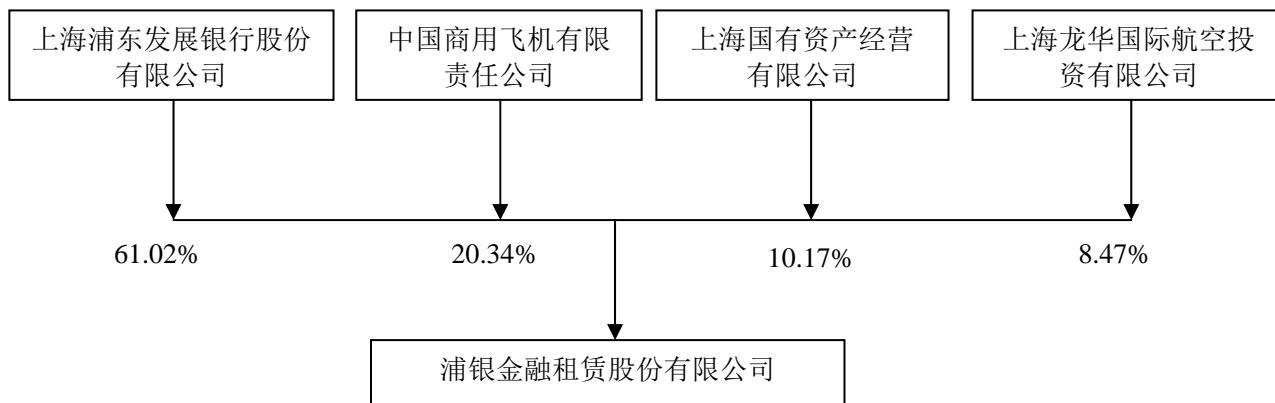 上海浦东发展银行股份
有限公司
中国商用飞机有限
责任公司
上海国有资产经营
有限公司
上海龙华国际航空投
资有限公司
61.02%
20.34%
10.17%
8.47%
浦银金融租赁股份有限公司